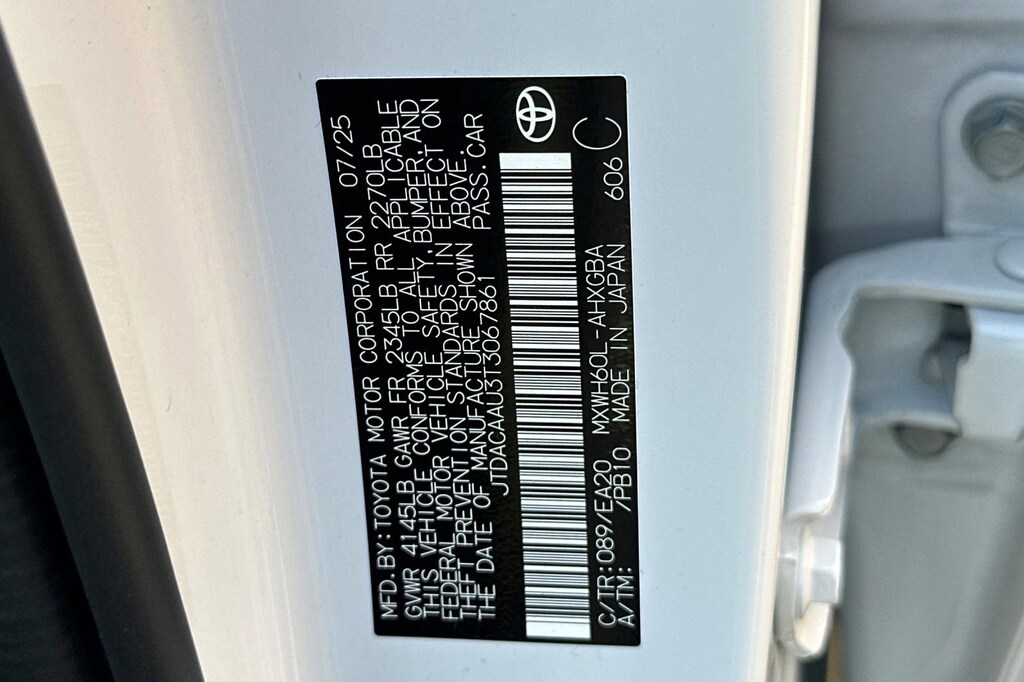 MFD.BY:TOYOTA MOTOR CORPORATION 07/25
GVWR 4145LB GAWR FR 2345LB RR 2270LB
THIS VEHICLE CONFORMS TO ALL APPLICABLE
FEDERAL MOTOR VEHICLE SAFETY,BUMPER,AND
THEFT PREVENTION STANDARDS IN EFFECT ON
THE DATE OF MANUFACTURE SHOWN ABOVE.
JTDACAAU3T3067861 PASS.CAR
C/TR:089/EA20 MXWH60L-AHXGBA 606 C
A/TM: /PB10 MADE IN JAPAN